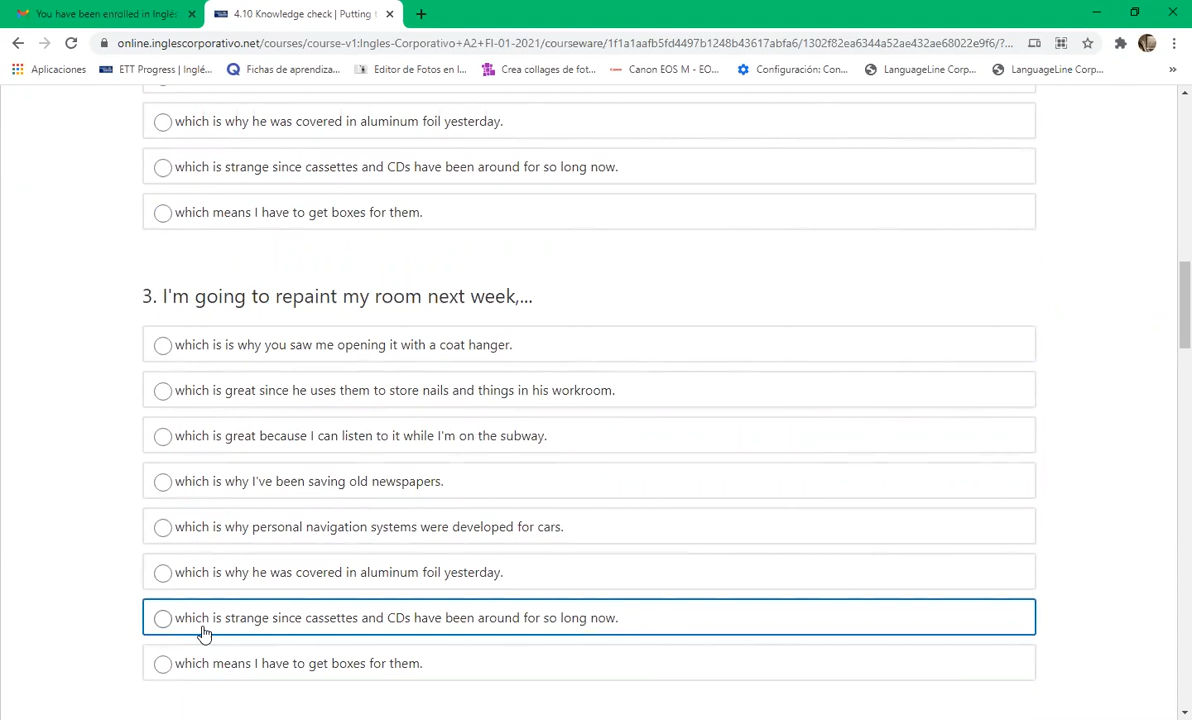 You have been enrolled in Inglés
4.10 Knowledge check | Putting t
online.inglescorporativo.net/courses/course-v1:Ingles-Corporativo+A2+FI-01-2021/courseware/1f1a1aafb5fd4497b1248b43617abfa6/1302f82ea6344a52ae432ae68022e9f6/?...
Aplicaciones
ETT Progress | Inglé...
Fichas de aprendiza...
Editor de Fotos en l...
Crea collages de fot...
Canon EOS M - EO...
Configuración: Con...
LanguageLine Corp...
LanguageLine Corp...
which is why he was covered in aluminum foil yesterday.
which is strange since cassettes and CDs have been around for so long now.
which means I have to get boxes for them.
3. I'm going to repaint my room next week,...
which is is why you saw me opening it with a coat hanger.
which is great since he uses them to store nails and things in his workroom.
which is great because I can listen to it while I'm on the subway.
which is why I've been saving old newspapers.
which is why personal navigation systems were developed for cars.
which is why he was covered in aluminum foil yesterday.
which is strange since cassettes and CDs have been around for so long now.
which means I have to get boxes for them.